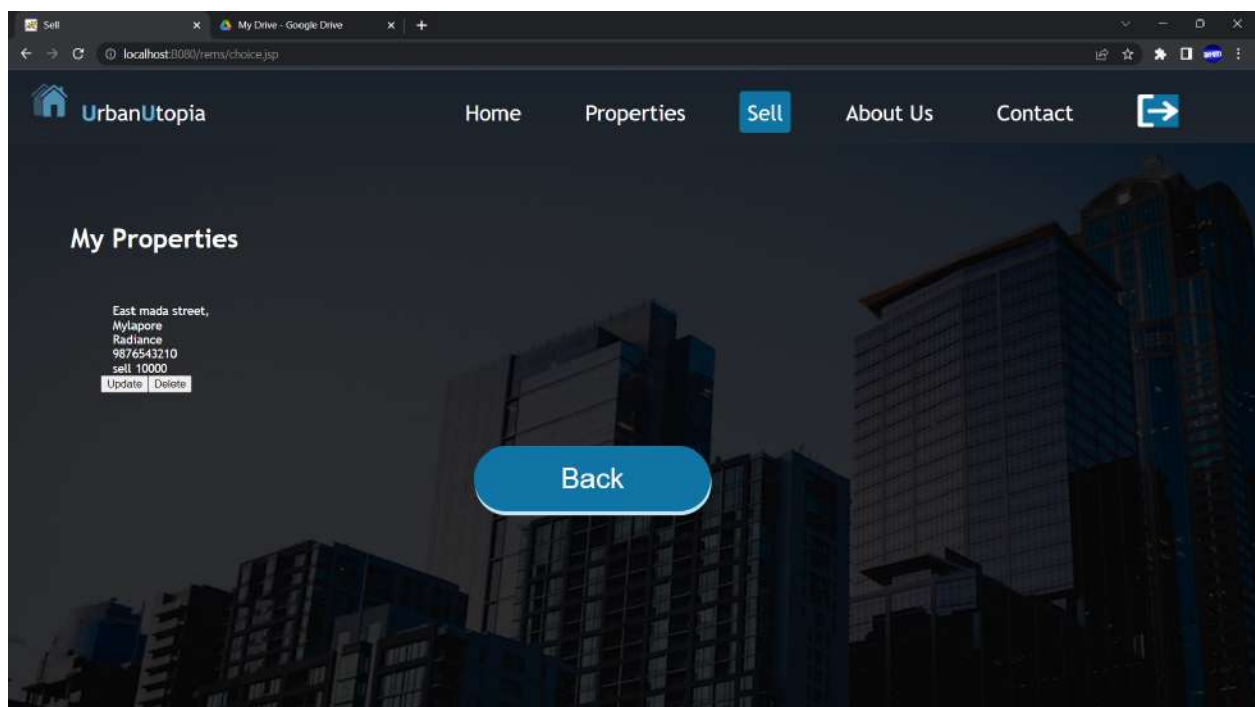 Sell
My Drive - Google Drive
localhost:8080/rems/choice.jsp
UrbanUtopia
Home
Properties
Sell
About Us
Contact
My Properties
East mada street,
Mylapore
Radiance
9876543210
sell 10000
Update Delete
Back